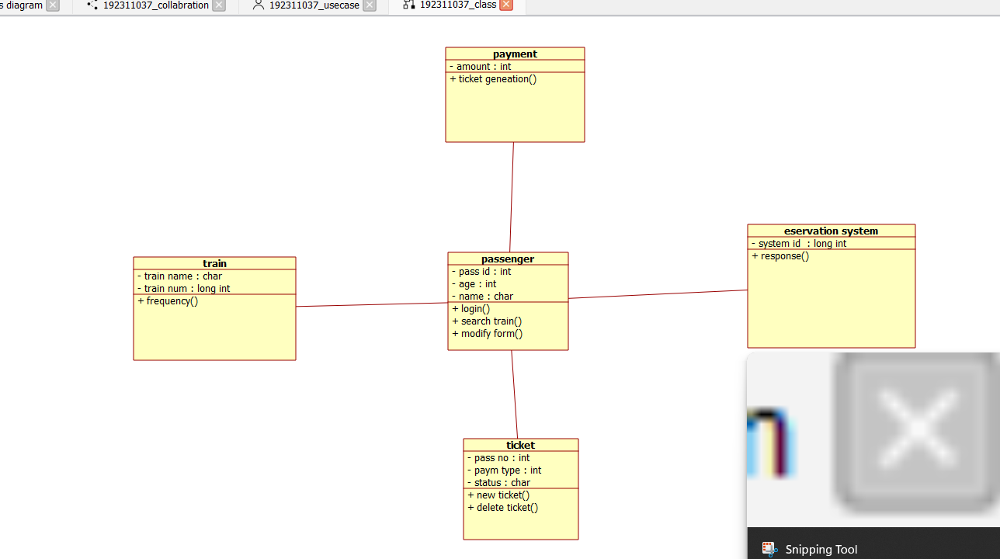 s diagram
192311037_collabration
192311037_usecase
192311037_class
payment
- amount : int
+ ticket geneation()
eservation system
- system id : long int
+ response()
train
- train name : char
- train num : long int
+ frequency()
passenger
- pass id : int
- age : int
- name : char
+ login()
+ search train()
+ modify form()
ticket
- pass no : int
- paym type : int
- status : char
+ new ticket()
+ delete ticket()
n
Snipping Tool